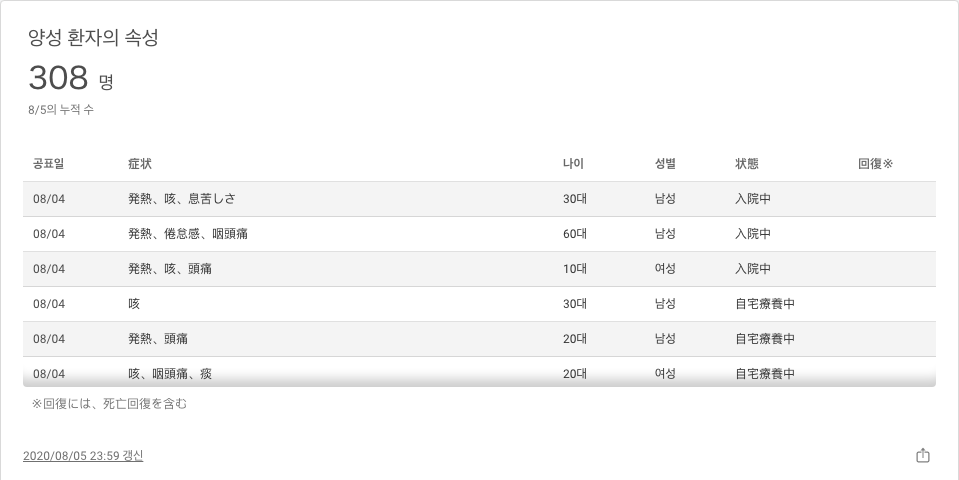 양성 환자의 속성
308 명
8/5의 누적 수
공표일 症状 나이 성별 状態 回復※
08/04 発熱、咳、息苦しさ 30대 남성 入院中
08/04 発熱、倦怠感、咽頭痛 60대 남성 入院中
08/04 発熱、咳、頭痛 10대 여성 入院中
08/04 咳 30대 남성 自宅療養中
08/04 発熱、頭痛 20대 남성 自宅療養中
08/04 咳、咽頭痛、痰 20대 여성 自宅療養中
※回復には、死亡回復を含む
2020/08/05 23:59 갱신